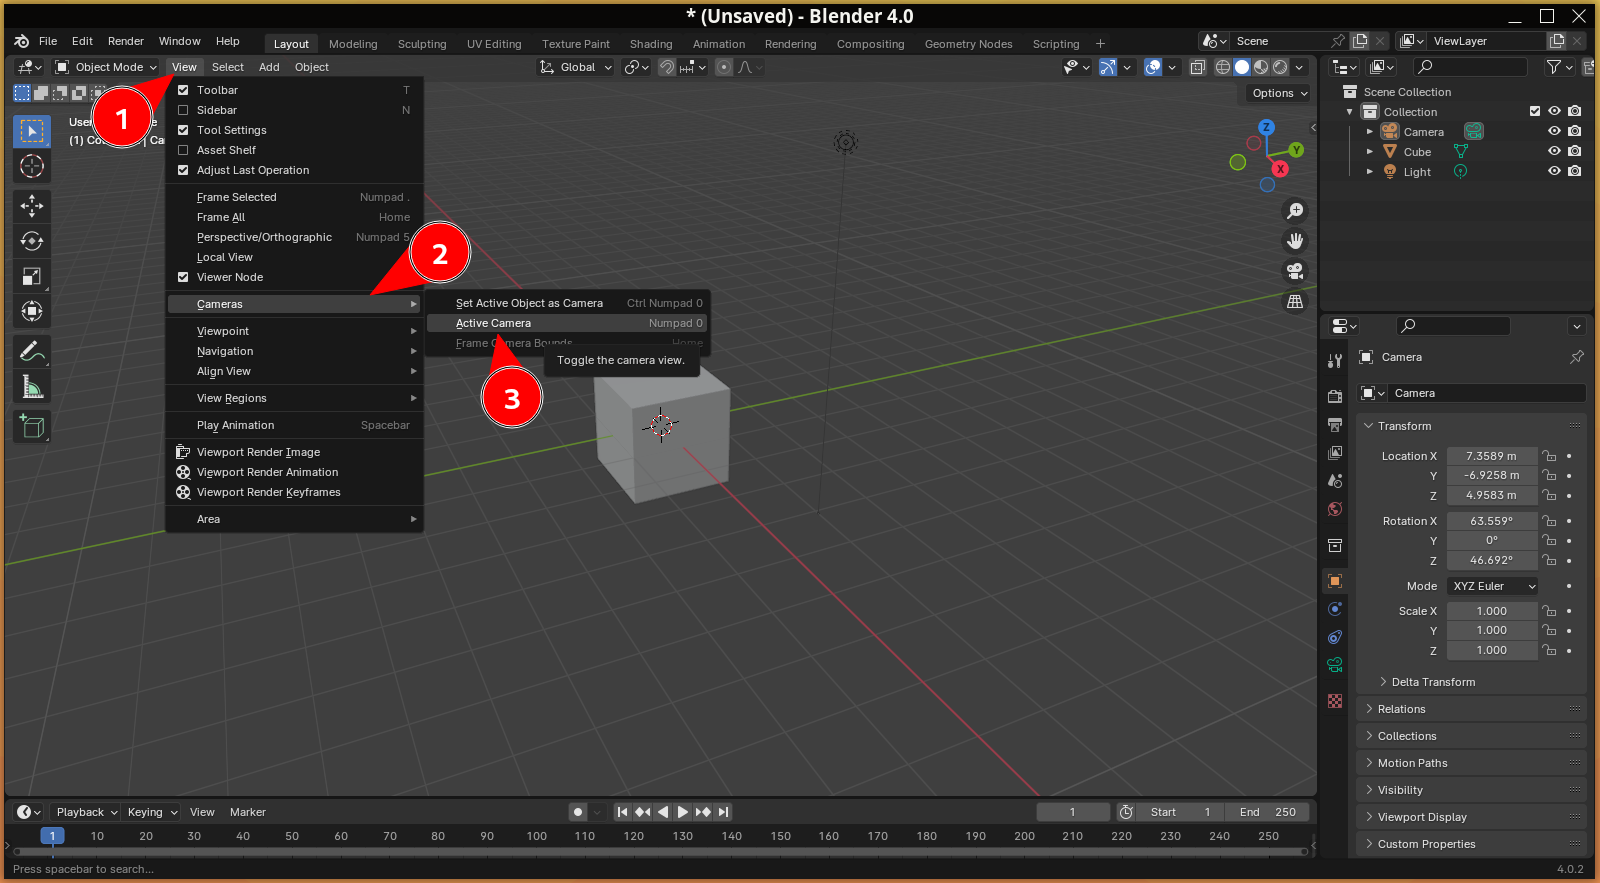 * (Unsaved) - Blender 4.0
File Edit Render Window Help Layout Modeling Sculpting UV Editing Texture Paint Shading Animation Rendering Compositing Geometry Nodes Scripting + Scene ViewLayer
Object Mode View Select Add Object Global
Options
1
User
(1) Co | Ca
Toolbar T
Sidebar N
Tool Settings
Asset Shelf
Adjust Last Operation
Frame Selected Numpad .
Frame All Home
Perspective/Orthographic Numpad 5
Local View
Viewer Node
2
Cameras
Set Active Object as Camera Ctrl Numpad 0
Active Camera Numpad 0
Frame Camera Bounds Home
Toggle the camera view.
3
Viewpoint
Navigation
Align View
View Regions
Play Animation Spacebar
Viewport Render Image
Viewport Render Animation
Viewport Render Keyframes
Area
Z
Y
X
Scene Collection
Collection
Camera
Cube
Light
Camera
Camera
Transform
Location X 7.3589 m
Y -6.9258 m
Z 4.9583 m
Rotation X 63.559°
Y 0°
Z 46.692°
Mode XYZ Euler
Scale X 1.000
Y 1.000
Z 1.000
Delta Transform
Relations
Collections
Motion Paths
Visibility
Viewport Display
Custom Properties
Playback Keying View Marker 1 Start 1 End 250
1 10 20 30 40 50 60 70 80 90 100 110 120 130 140 150 160 170 180 190 200 210 220 230 240 250
Press spacebar to search... 4.0.2